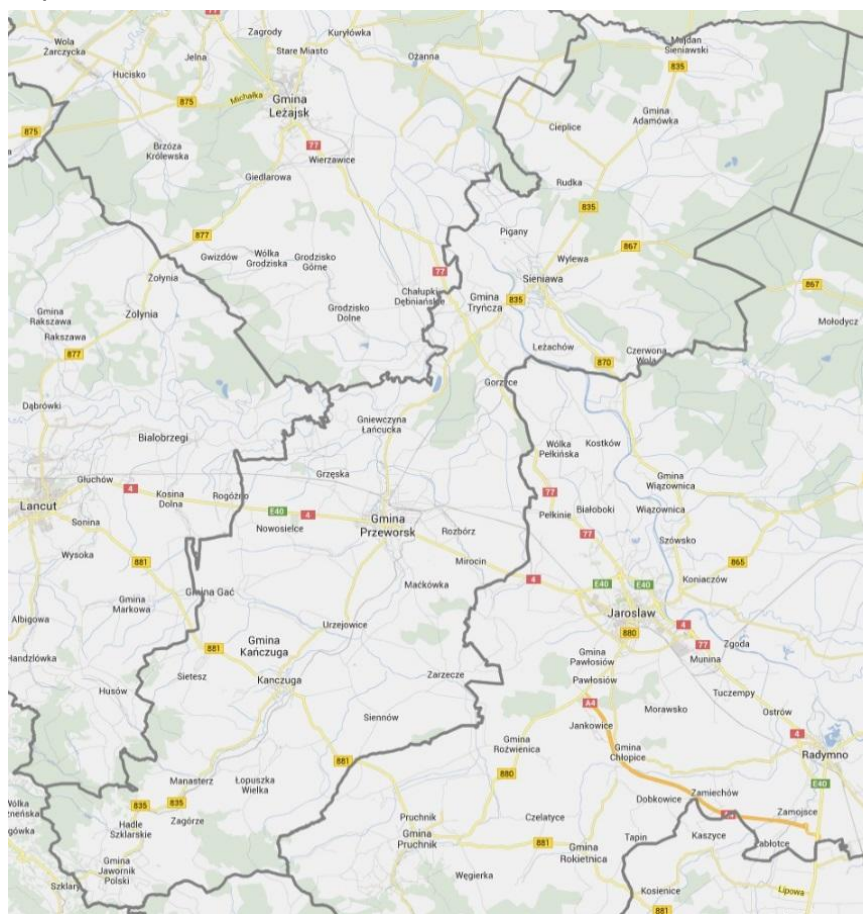 77
Wola
Żarczycka
Zagrody
Stare Miasto
Kuryłówka
Ożanna
Majdan
Sieniawski
835
Jelna
Hucisko
875
Michałka
Gmina
Leżajsk
Gmina
Adamówka
Cieplice
875
875
Brzóza
Królewska
77
Wierzawice
Giedlarowa
Rudka
835
877
Pigany
867
Gwizdów
Wólka
Grodziska
Grodzisko
Górne
Wylewa
Żołynia
77
Sieniawa
867
Chałupki
Dębniańskie
Gmina
Tryńcza
835
Gmina
Rakszawa
Żołynia
Grodzisko
Dolne
Mołodycz
Rakszawa
877
Leżachów
870
Czerwona
Wola
Gorzyce
Dąbrówki
Gniewczyna
Łańcucka
Białobrzegi
Wólka
Pełkińska
Kostków
Grzęska
Gmina
Wiązownica
Głuchów
4
Kosina
Dolna
Rogóżno
77
Lancut
E40
4
Gmina
Przeworsk
Pełkinie
Białoboki
Wiązownica
Sonina
Nowosielce
Rozbórz
77
Szówsko
Wysoka
881
Mirocin
865
4
E40
E40
Koniaczów
Maćkówka
Gmina
Markowa
Gmina Gać
Jaroslaw
Albigowa
Urzejowice
4
880
77
Zgoda
Gmina
Kańczuga
Gmina
Pawłosiów
Munina
Handzlówka
881
Sietesz
Kanczuga
Zarzecze
Pawłosiów
Husów
Tuczempy
A4
Morawsko
Ostrów
Siennów
Jankowice
4
Gmina
Roźwienica
Gmina
Chłopice
Radymno
881
880
Manasterz
Łopuszka
Wielka
E40
Zamiechów
Dobkowice
835
835
Pruchnik
Czelatyce
Zamojsce
Hadle
Szklarskie
Zagórze
Gmina
Pruchnik
881
Tapin
Kaszyce
Zabłotce
Gmina
Rokietnica
Gmina
Jawornik
Polski
Węgierka
Szklary
Kosienice
Lipowa
881